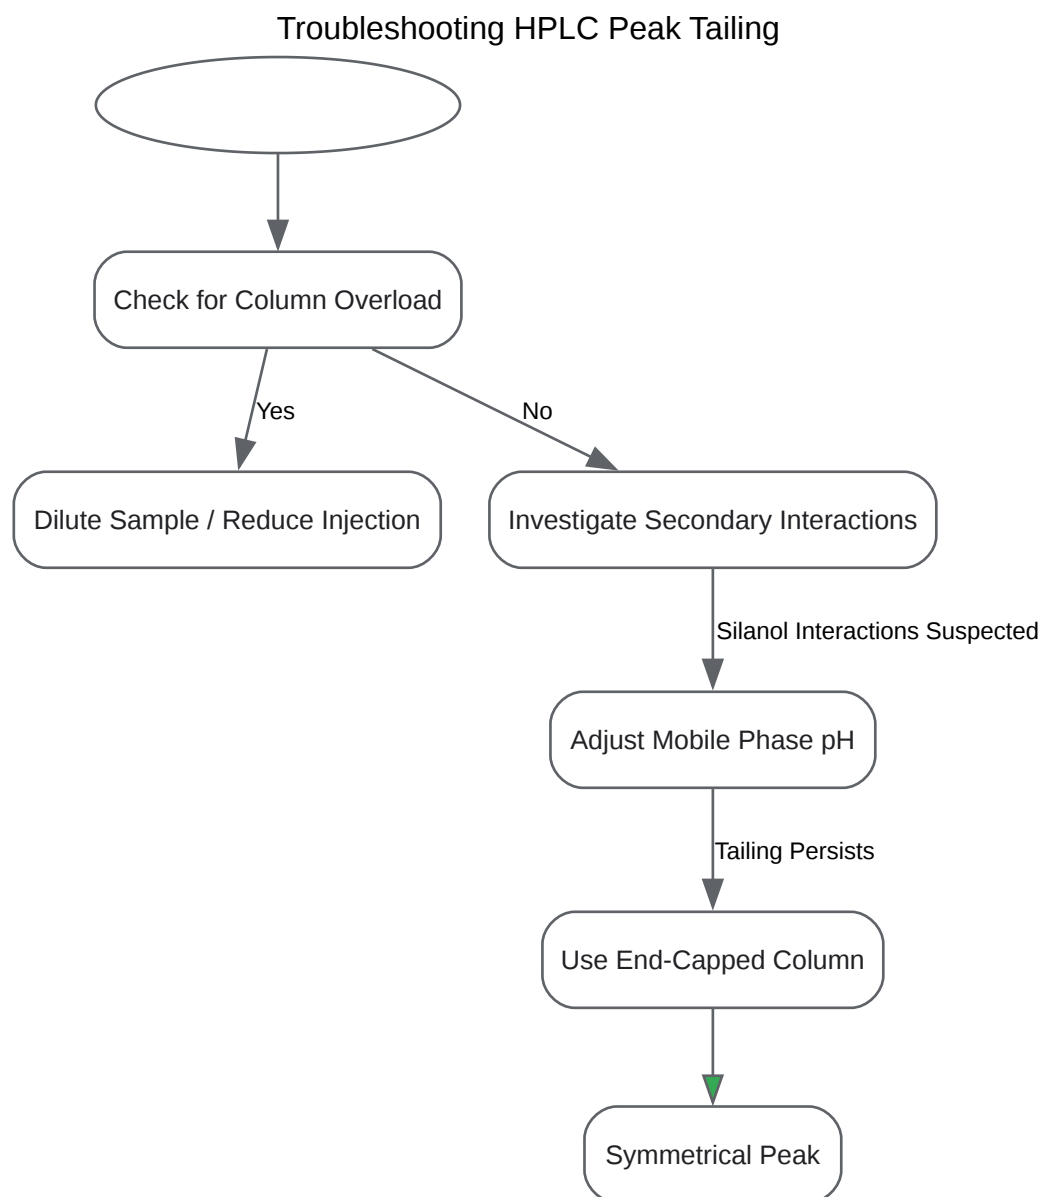 Troubleshooting HPLC Peak Tailing
Check for Column Overload
Yes
No
Dilute Sample / Reduce Injection
Investigate Secondary Interactions
Silanol Interactions Suspected
Adjust Mobile Phase pH
Tailing Persists
Use End-Capped Column
Symmetrical Peak